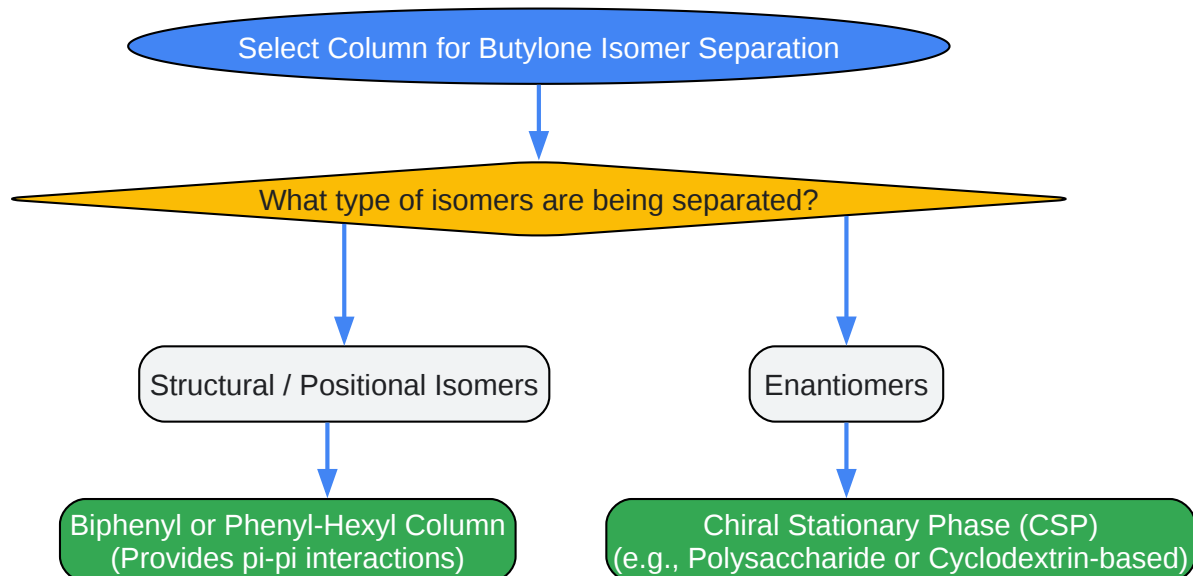 Select Column for Butylone Isomer Separation
What type of isomers are being separated?
Structural / Positional Isomers
Enantiomers
Biphenyl or Phenyl-Hexyl Column
(Provides pi-pi interactions)
Chiral Stationary Phase (CSP)
(e.g., Polysaccharide or Cyclodextrin-based)